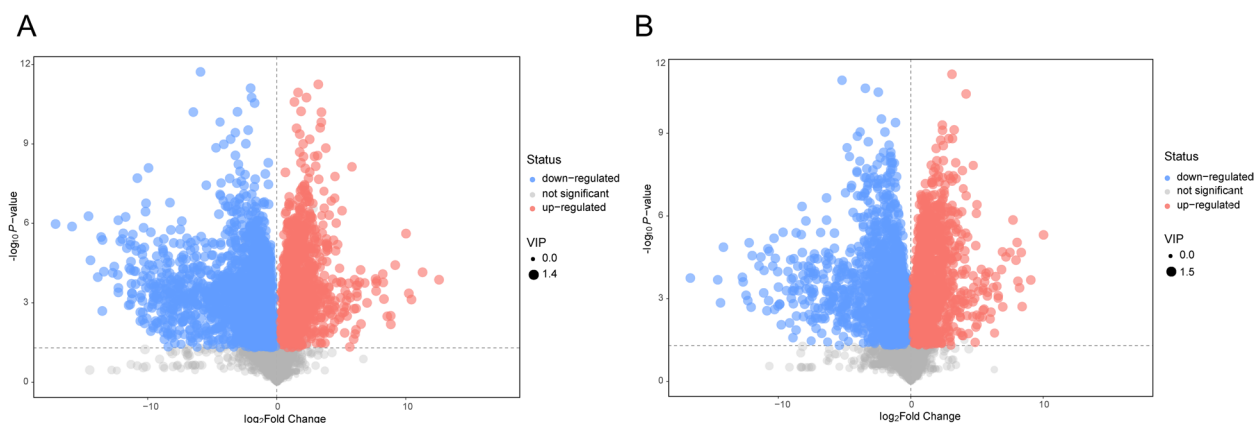 A
12
9
6
3
0
-log10 P-value
−10
0
10
log2Fold Change
Status
down−regulated
not significant
up−regulated
VIP
0.0
1.4
B
12
9
6
3
0
-log10 P−value
−10
0
10
log2Fold Change
Status
down−regulated
not significant
up−regulated
VIP
0.0
1.5